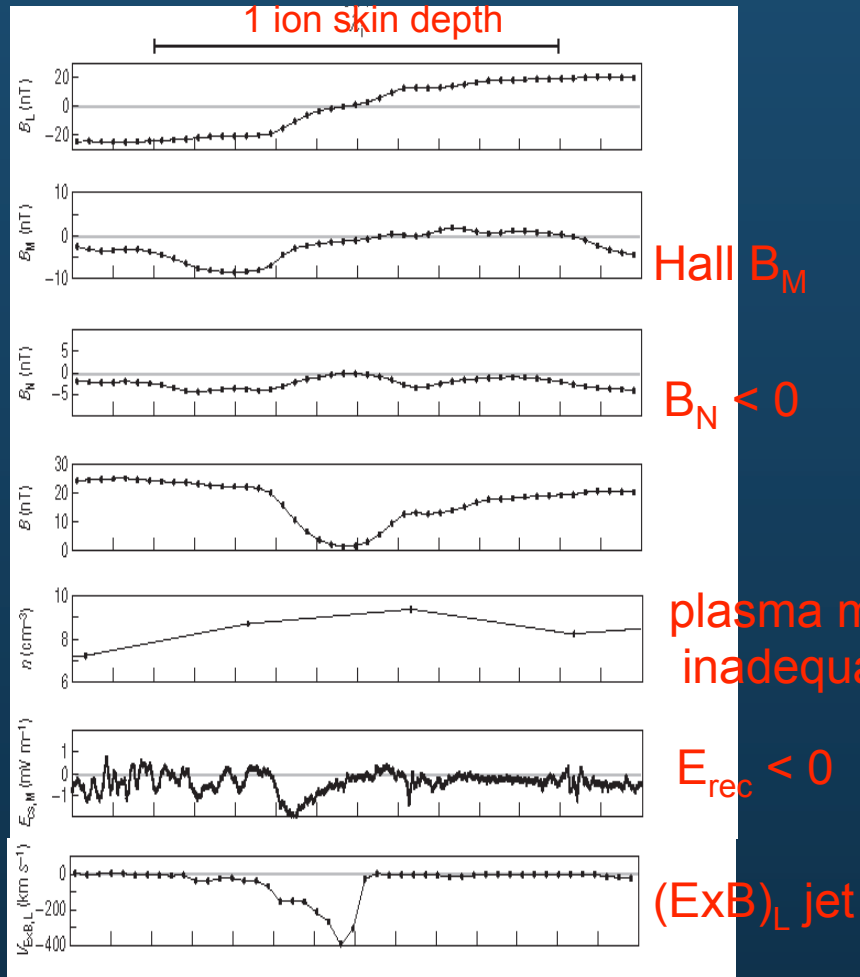 1 ion skin depth
20
0
−20
B_L (nT)
10
0
−10
B_M (nT)
Hall B_M
5
0
−5
B_N (nT)
B_N < 0
30
20
10
0
B (nT)
10
8
6
n (cm⁻³)
plasma m
inadequa
1
0
−1
E_cs,M (mV m⁻¹)
E_rec < 0
0
−200
−400
V_E×B,L (km s⁻¹)
(ExB)_L jet